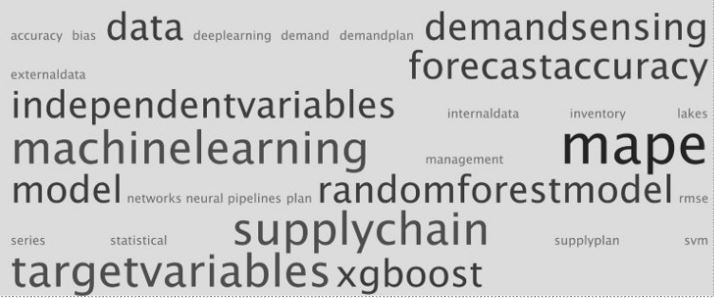 accuracy bias data deeplearning demand demandplan demandsensing
externaldata forecastaccuracy
independentvariables internaldata inventory lakes
machinelearning management mape
model networks neural pipelines plan randomforestmodel rmse
series statistical supplychain supplyplan svm
targetvariables xgboost